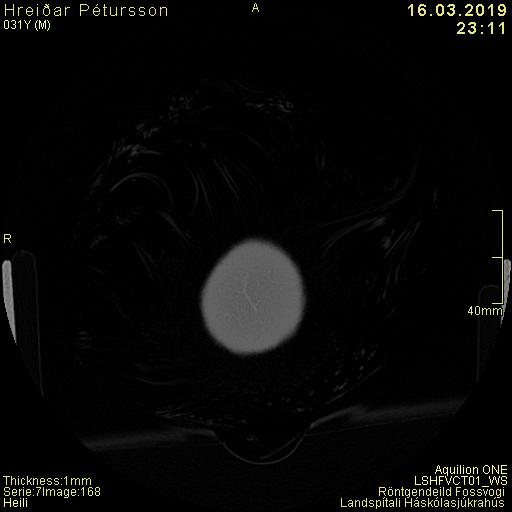 Hreiðar Pétursson
031Y (M)
A
16.03.2019
23:11
R
40mm
Thickness:1mm
Serie:7Image:168
Heili
Aquilion ONE
LSHFVCT01_WS
Röntgendeild Fossvogi
Landspítali Háskólasjúkrahús